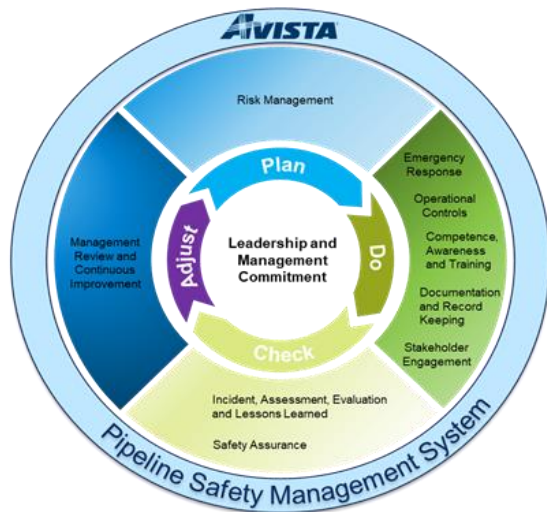 AVISTA
Risk Management
Plan
Emergency
Response
Operational
Controls
Competence,
Awareness
and Training
Documentation
and Record
Keeping
Stakeholder
Engagement
Do
Leadership and
Management
Commitment
Adjust
Management
Review and
Continuous
Improvement
Check
Incident, Assessment, Evaluation
and Lessons Learned
Safety Assurance
Pipeline Safety Management System